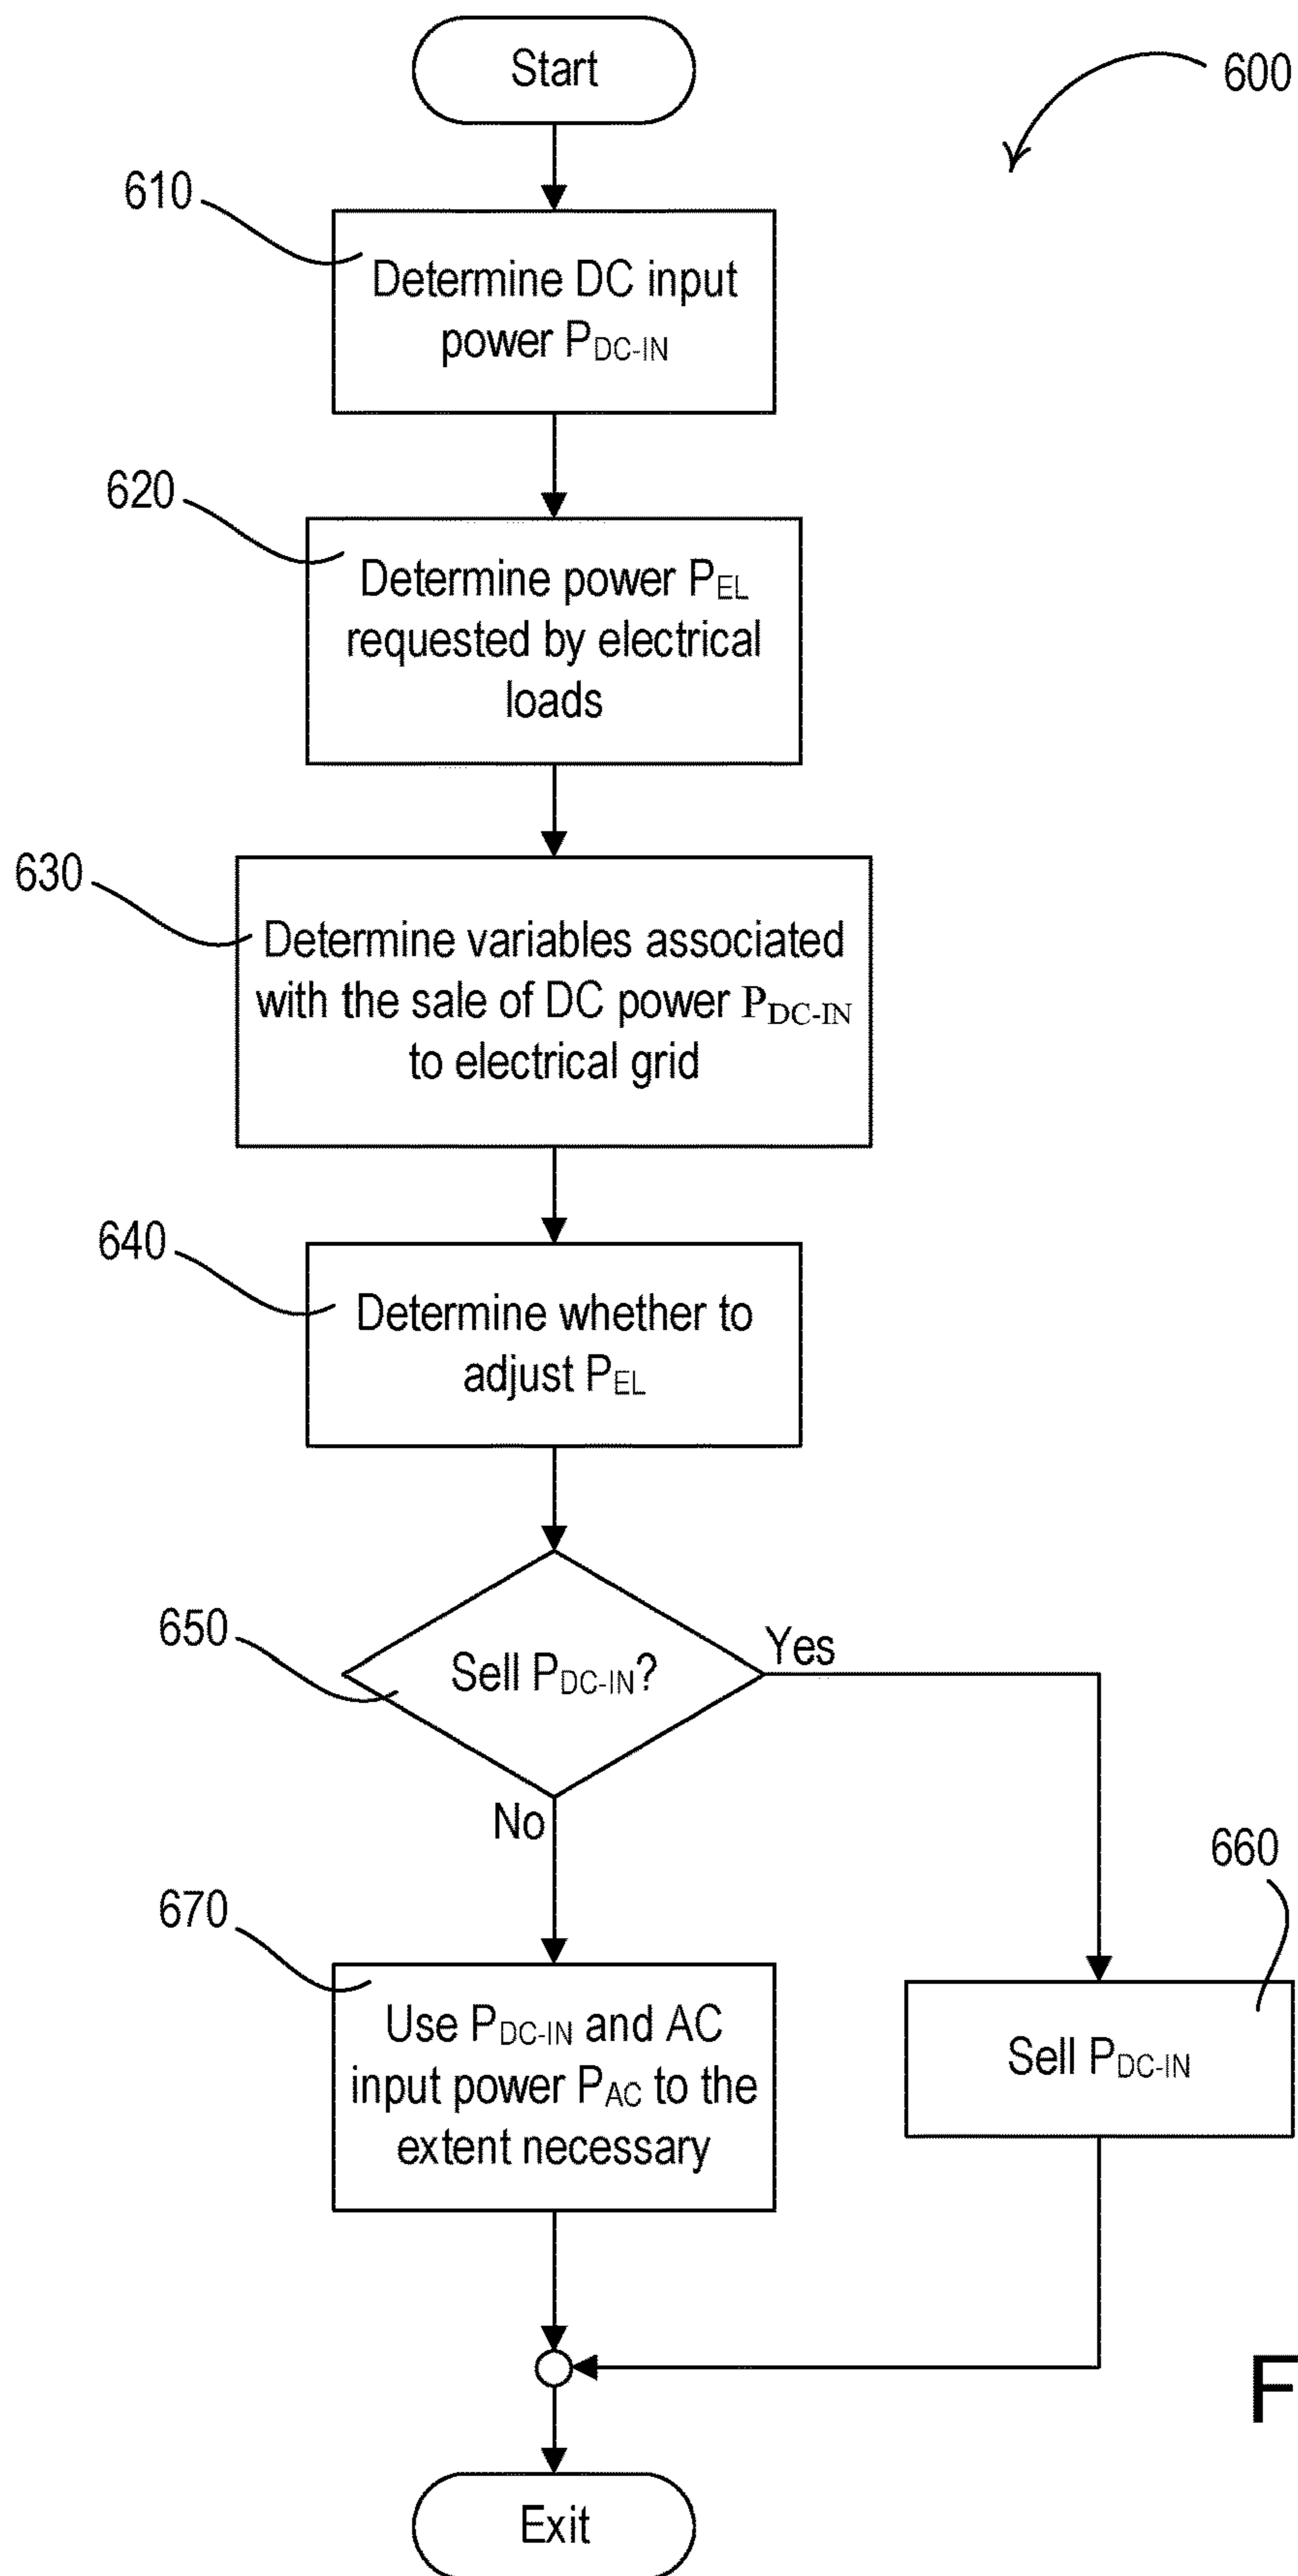 Start
600
610
Determine DC input
power PDC-IN
620
Determine power PEL
requested by electrical
loads
630
Determine variables associated
with the sale of DC power PDC-IN
to electrical grid
640
Determine whether to
adjust PEL
650
Sell PDC-IN?
Yes
No
660
670
Use PDC-IN and AC
input power PAC to the
extent necessary
Sell PDC-IN
F
Exit